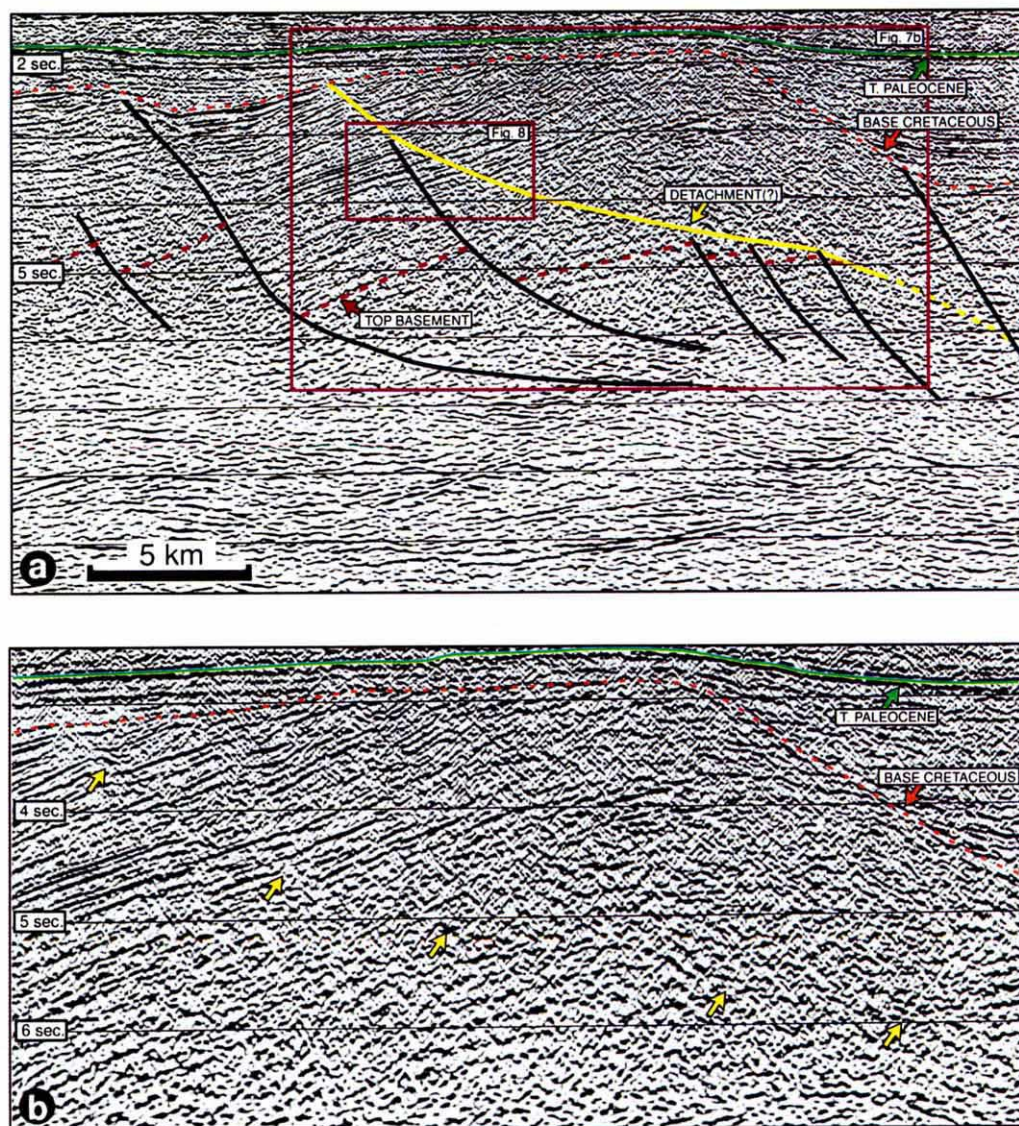 Fig. 7b
2 sec.
T. PALEOCENE
BASE CRETACEOUS
Fig. 8
DETACHMENT(?)
5 sec.
TOP BASEMENT
a
5 km
T. PALEOCENE
BASE CRETACEOUS
4 sec.
5 sec.
6 sec.
b